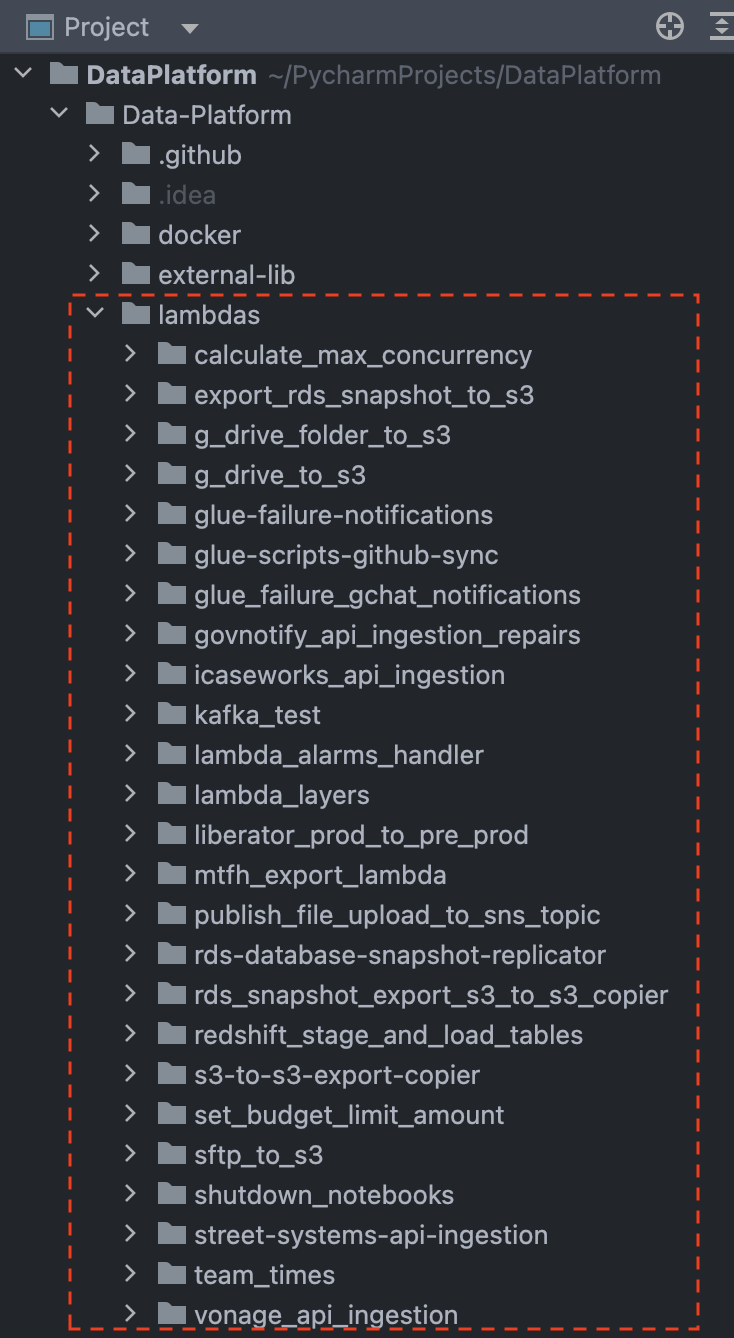 Project
DataPlatform ~/PycharmProjects/DataPlatform
Data-Platform
.github
.idea
docker
external-lib
lambdas
calculate_max_concurrency
export_rds_snapshot_to_s3
g_drive_folder_to_s3
g_drive_to_s3
glue-failure-notifications
glue-scripts-github-sync
glue_failure_gchat_notifications
govnotify_api_ingestion_repairs
icaseworks_api_ingestion
kafka_test
lambda_alarms_handler
lambda_layers
liberator_prod_to_pre_prod
mtfh_export_lambda
publish_file_upload_to_sns_topic
rds-database-snapshot-replicator
rds_snapshot_export_s3_to_s3_copier
redshift_stage_and_load_tables
s3-to-s3-export-copier
set_budget_limit_amount
sftp_to_s3
shutdown_notebooks
street-systems-api-ingestion
team_times
vonage_api_ingestion